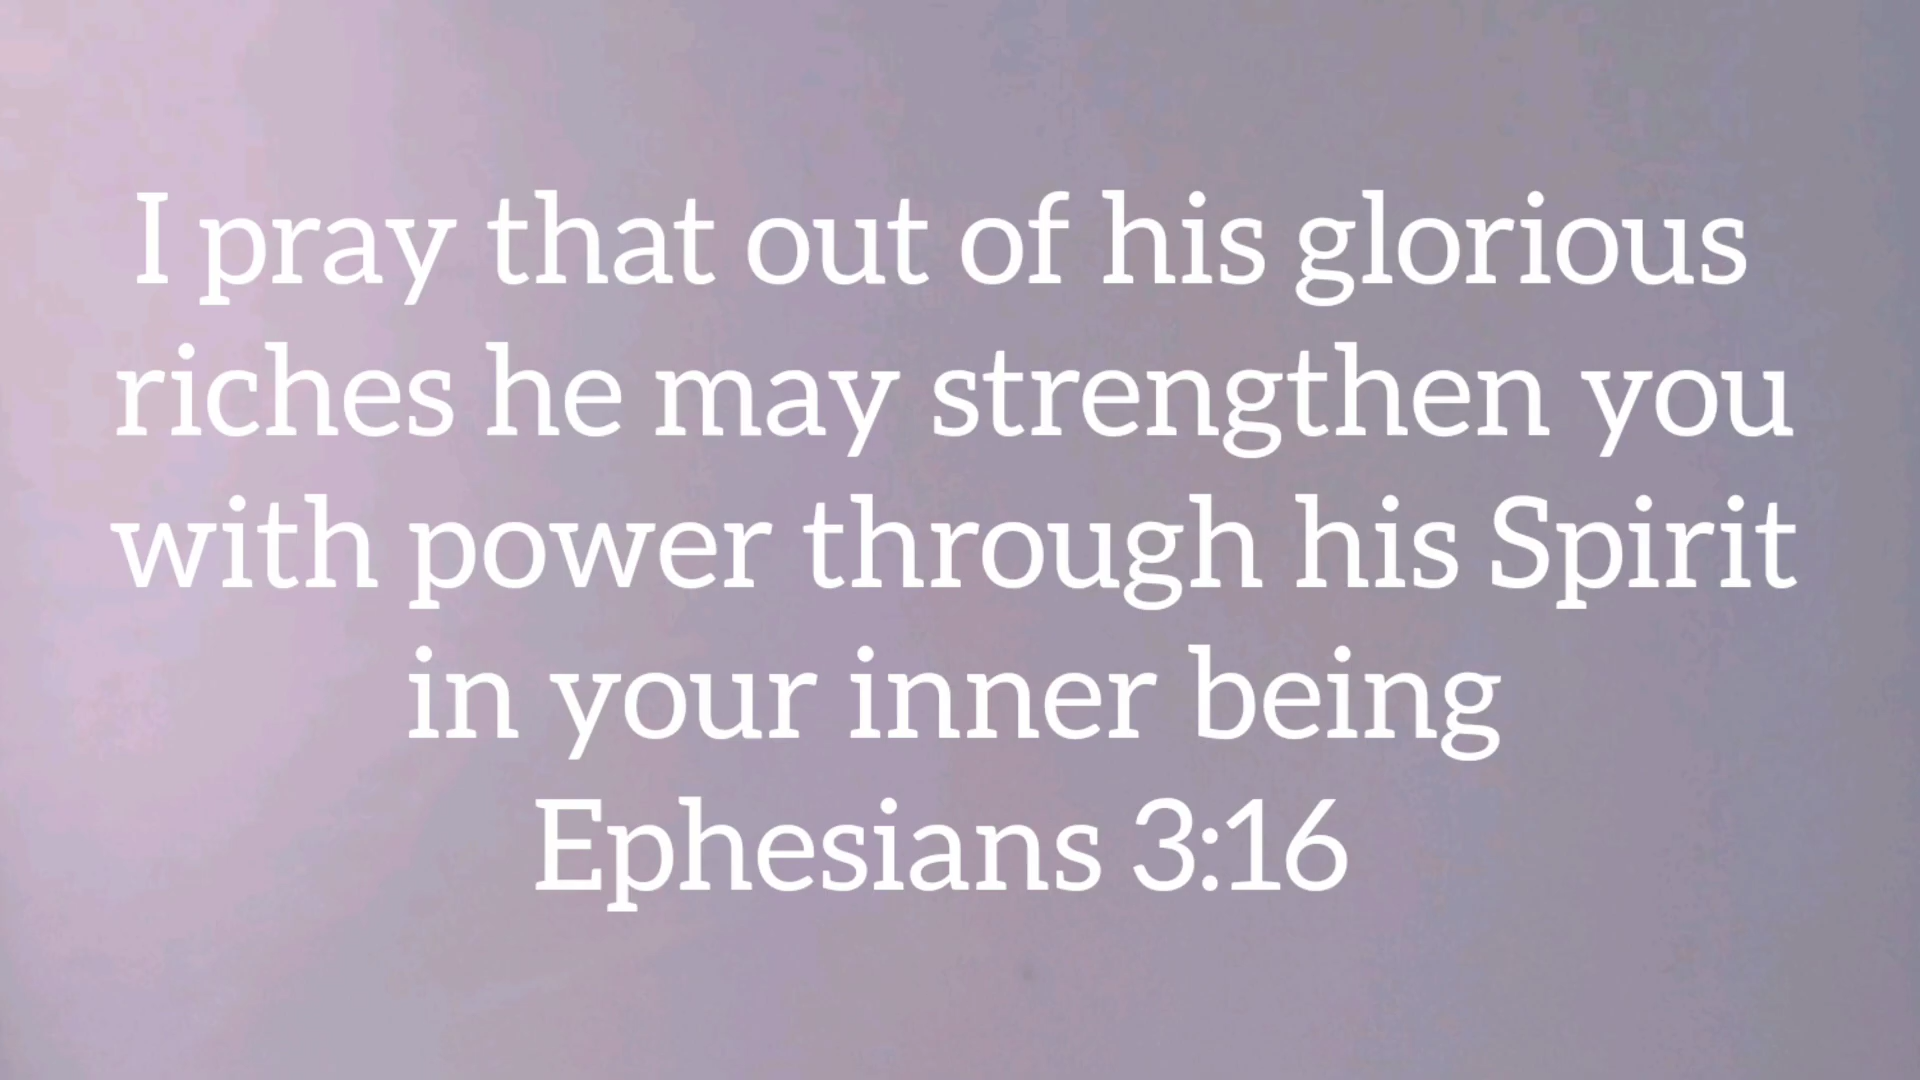 I pray that out of his glorious
riches he may strengthen you
with power through his Spirit
in your inner being
Ephesians 3:16